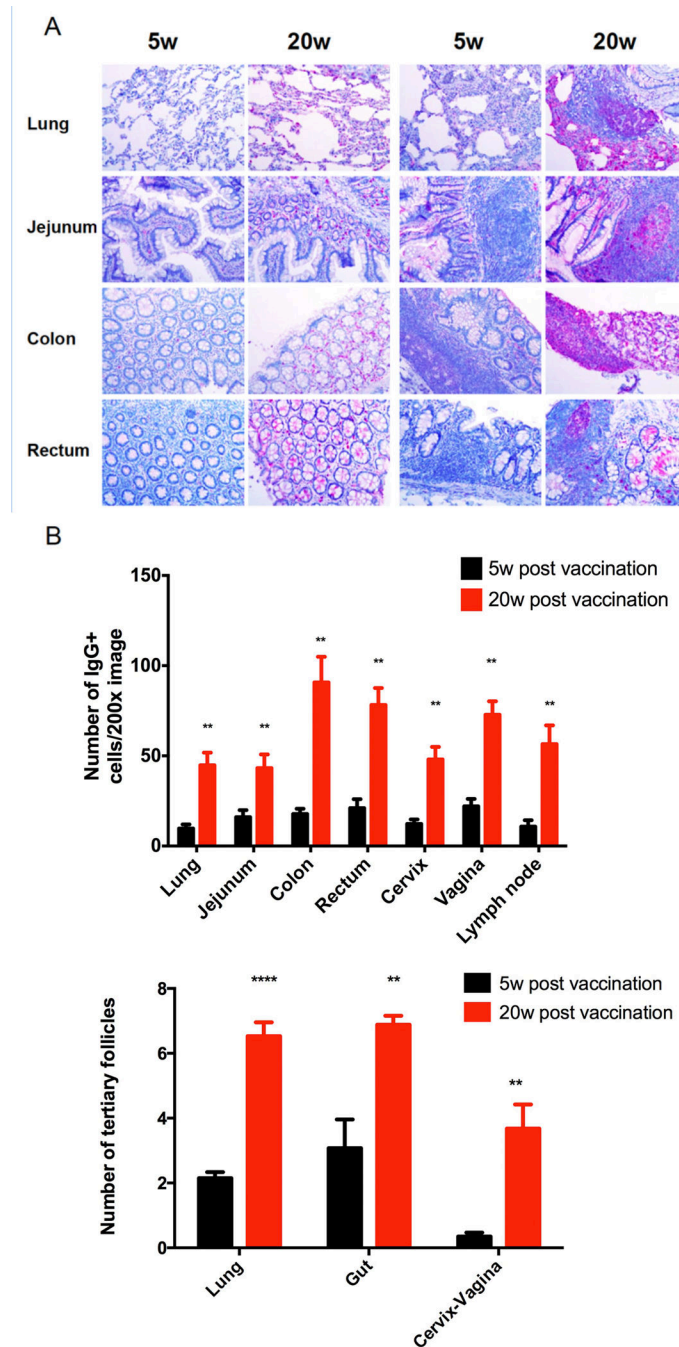 A
5w 20w 5w 20w
Lung
Jejunum
Colon
Rectum
B
5w post vaccination
20w post vaccination
Number of IgG+
cells/200x image
150
100
50
0
** ** ** ** ** ** **
Lung Jejunum Colon Rectum Cervix Vagina Lymph node
5w post vaccination
20w post vaccination
Number of tertiary follicles
8
6
4
2
0
**** ** **
Lung Gut Cervix-Vagina